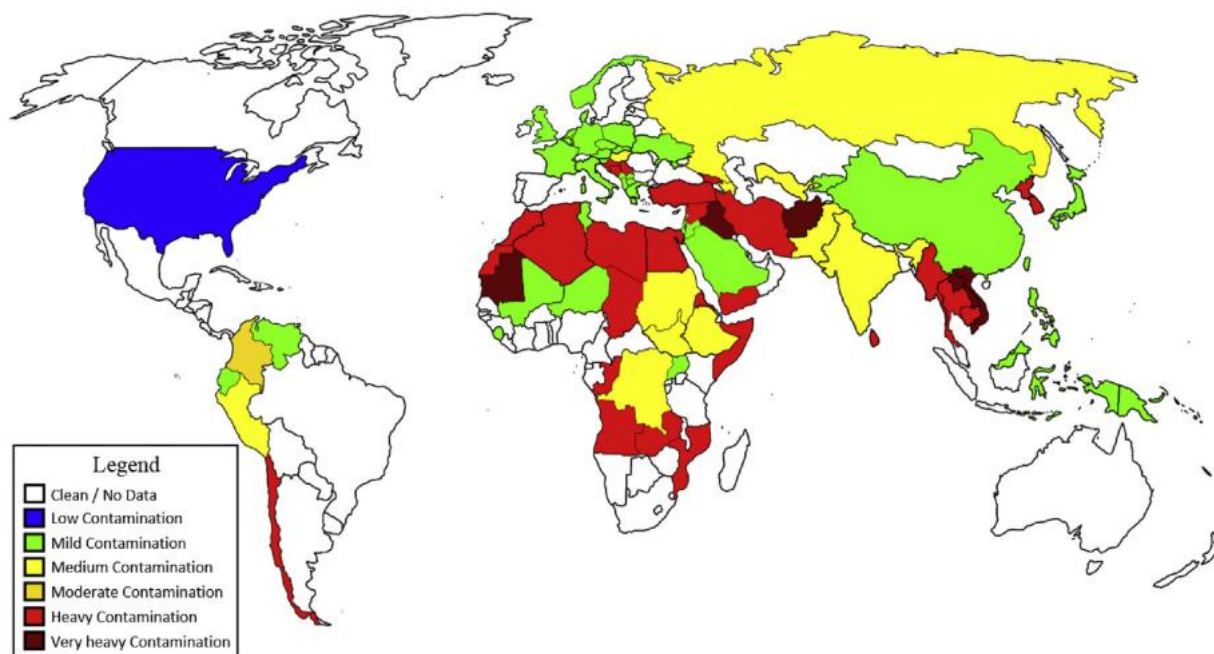 Legend
Clean / No Data
Low Contamination
Mild Contamination
Medium Contamination
Moderate Contamination
Heavy Contamination
Very heavy Contamination